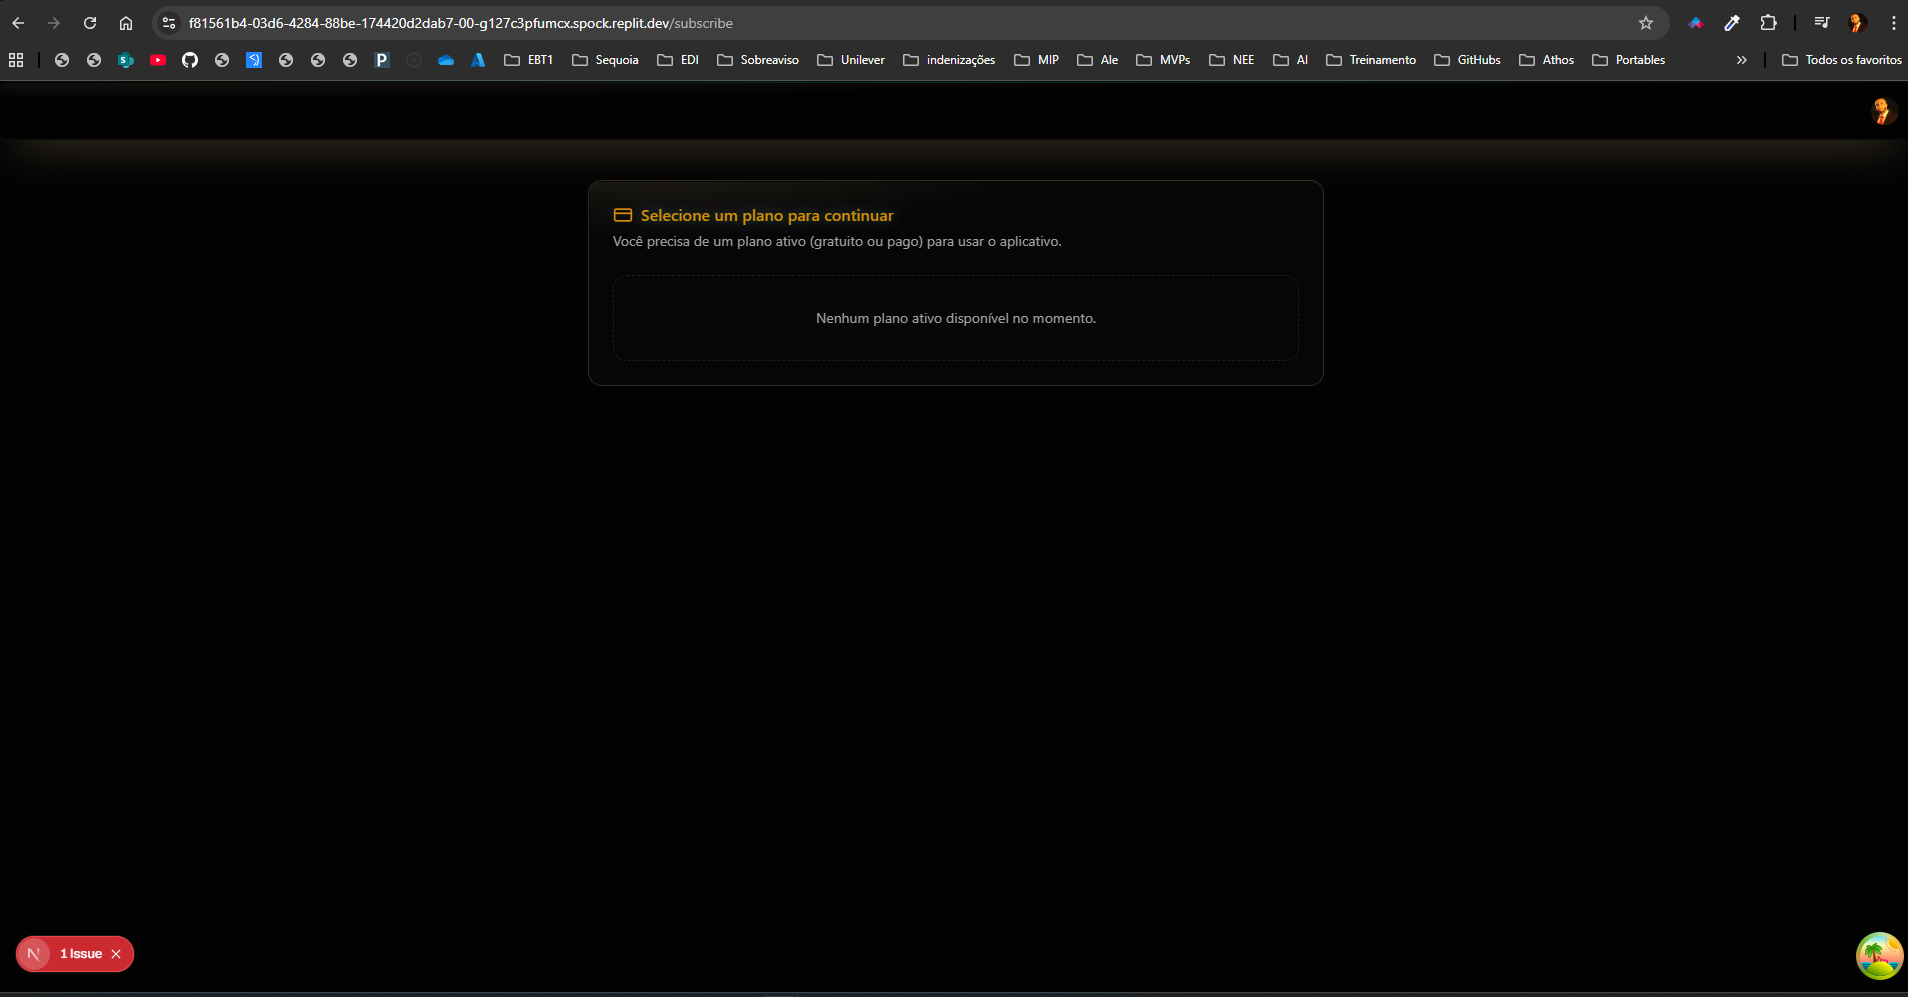 f81561b4-03d6-4284-88be-174420d2dab7-00-g127c3pfumcx.spock.replit.dev/subscribe
S P EBT1 Sequoia EDI Sobreaviso Unilever indenizações MIP Ale MVPs NEE AI Treinamento GitHubs Athos Portables » Todos os favoritos
Selecione um plano para continuar
Você precisa de um plano ativo (gratuito ou pago) para usar o aplicativo.
Nenhum plano ativo disponível no momento.
N 1 Issue